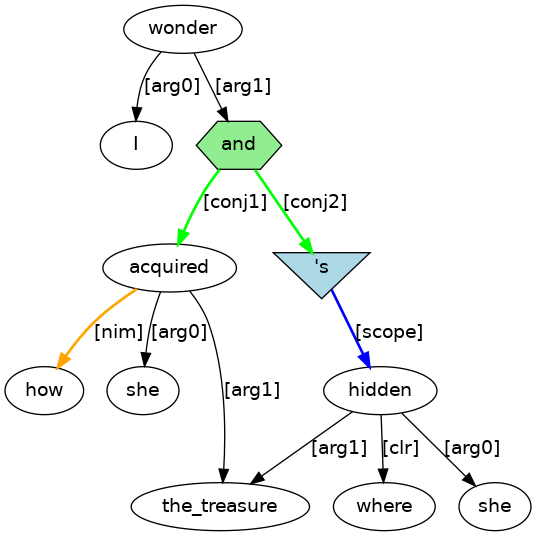 wonder
[arg0] [arg1]
I and
[conj1] [conj2]
acquired 's
[nim] [arg0] [scope]
how she [arg1] hidden
[arg1] [clr] [arg0]
the_treasure where she